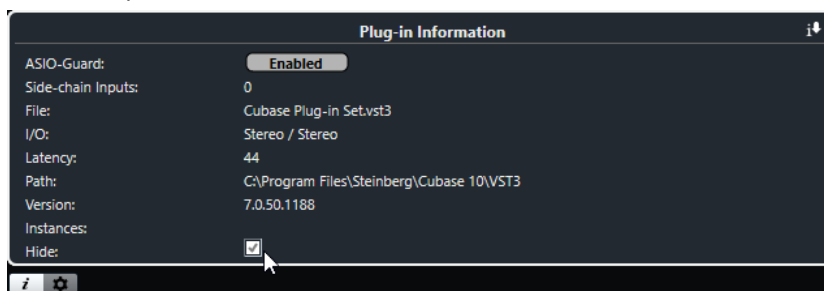 Plug-in Information
ASIO-Guard: Enabled
Side-chain Inputs: 0
File: Cubase Plug-in Set.vst3
I/O: Stereo / Stereo
Latency: 44
Path: C:\Program Files\Steinberg\Cubase 10\VST3
Version: 7.0.50.1188
Instances:
Hide: